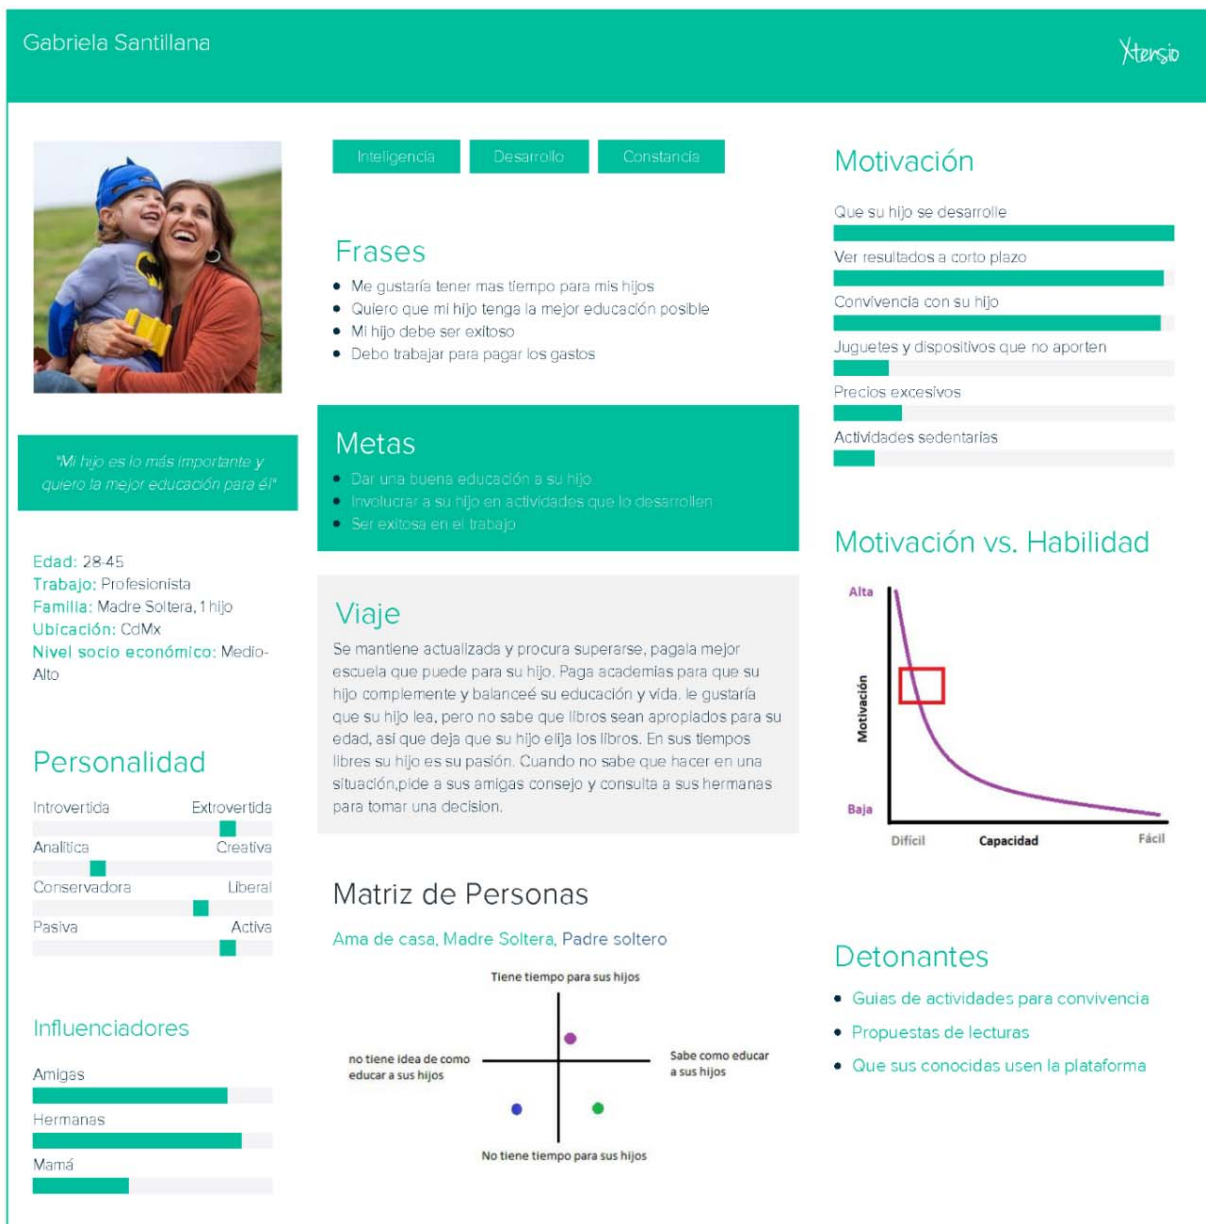 Gabriela Santillana
Xtensio
"Mi hijo es lo más importante y
quiero la mejor educación para él"
Edad: 28-45
Trabajo: Profesionista
Familia: Madre Soltera, 1 hijo
Ubicación: CdMx
Nivel socio económico: Medio-
Alto
Personalidad
Introvertida Extrovertida
Analítica Creativa
Conservadora Liberal
Pasiva Activa
Influenciadores
Amigas
Hermanas
Mamá
Inteligencia Desarrollo Constancia
Frases
Me gustaría tener mas tiempo para mis hijos
Quiero que mi hijo tenga la mejor educación posible
Mi hijo debe ser exitoso
Debo trabajar para pagar los gastos
Metas
Dar una buena educación a su hijo
Involucrar a su hijo en actividades que lo desarrollen
Ser exitosa en el trabajo
Viaje
Se mantiene actualizada y procura superarse, pagala mejor
escuela que puede para su hijo. Paga academias para que su
hijo complemente y balanceé su educación y vida. le gustaría
que su hijo lea, pero no sabe que libros sean apropiados para su
edad, asi que deja que su hijo elija los libros. En sus tiempos
libres su hijo es su pasión. Cuando no sabe que hacer en una
situación,pide a sus amigas consejo y consulta a sus hermanas
para tomar una decision.
Matriz de Personas
Ama de casa, Madre Soltera, Padre soltero
Tiene tiempo para sus hijos
no tiene idea de como
educar a sus hijos
Sabe como educar
a sus hijos
No tiene tiempo para sus hijos
Motivación
Que su hijo se desarrolle
Ver resultados a corto plazo
Convivencia con su hijo
Juguetes y dispositivos que no aporten
Precios excesivos
Actividades sedentarias
Motivación vs. Habilidad
Alta
Motivación
Baja
Difícil Capacidad Fácil
Detonantes
Guias de actividades para convivencia
Propuestas de lecturas
Que sus conocidas usen la plataforma